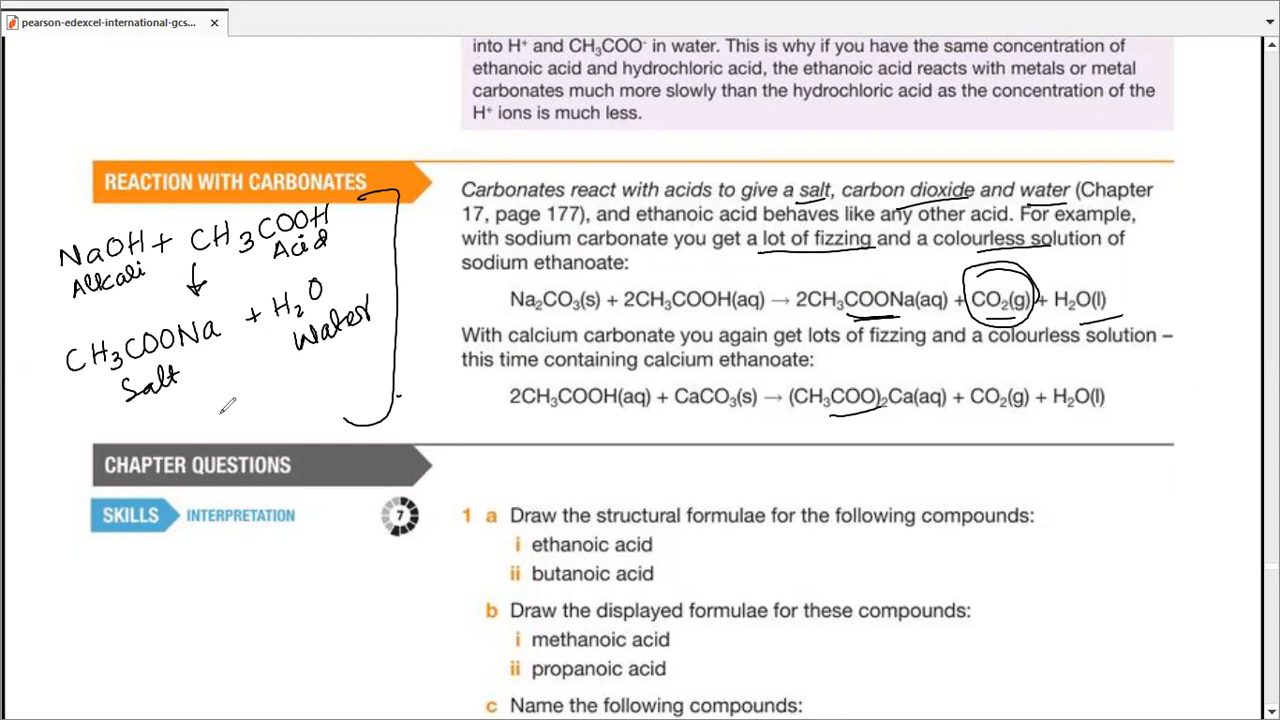 pearson-edexcel-international-gcs...
into H⁺ and CH₃COO⁻ in water. This is why if you have the same concentration of
ethanoic acid and hydrochloric acid, the ethanoic acid reacts with metals or metal
carbonates much more slowly than the hydrochloric acid as the concentration of the
H⁺ ions is much less.
REACTION WITH CARBONATES
NaOH + CH₃COOH
Alkali Acid
CH₃COONa + H₂O
Salt Water
Carbonates react with acids to give a salt, carbon dioxide and water (Chapter
17, page 177), and ethanoic acid behaves like any other acid. For example,
with sodium carbonate you get a lot of fizzing and a colourless solution of
sodium ethanoate:
Na₂CO₃(s) + 2CH₃COOH(aq) → 2CH₃COONa(aq) + CO₂(g) + H₂O(l)
With calcium carbonate you again get lots of fizzing and a colourless solution –
this time containing calcium ethanoate:
2CH₃COOH(aq) + CaCO₃(s) → (CH₃COO)₂Ca(aq) + CO₂(g) + H₂O(l)
CHAPTER QUESTIONS
SKILLS INTERPRETATION 7
1 a Draw the structural formulae for the following compounds:
i ethanoic acid
ii butanoic acid
b Draw the displayed formulae for these compounds:
i methanoic acid
ii propanoic acid
c Name the following compounds: